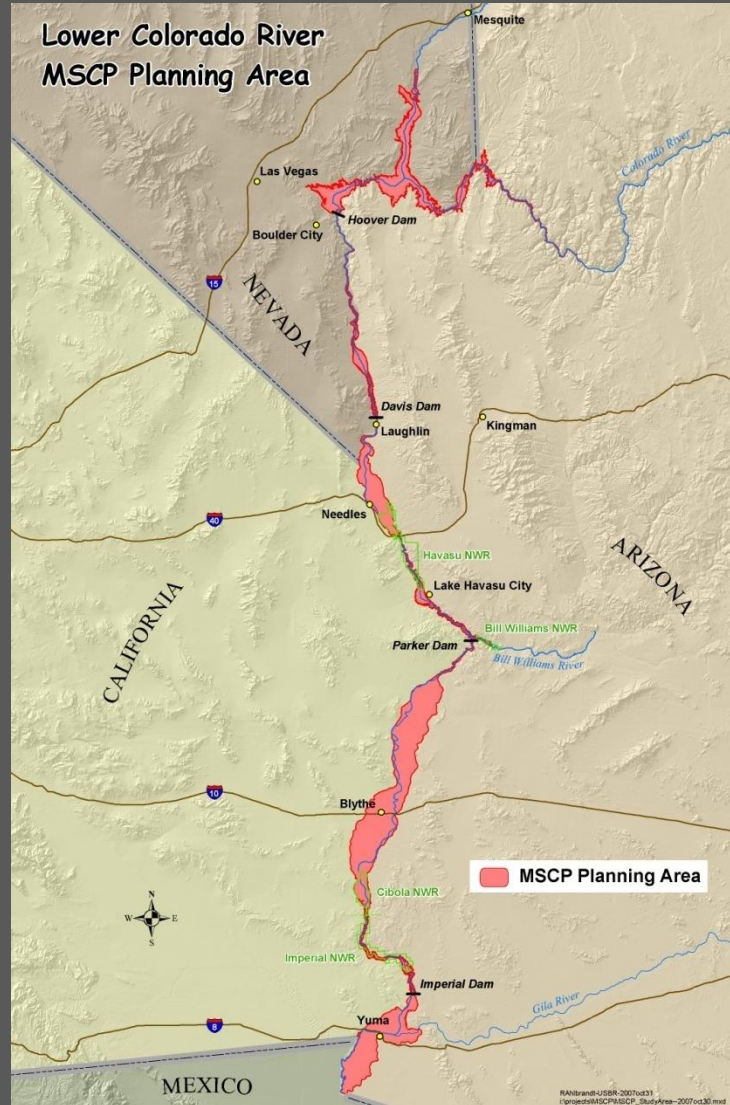 Lower Colorado River
MSCP Planning Area
Mesquite
Colorado River
Las Vegas
Hoover Dam
Boulder City
15
NEVADA
Davis Dam
Laughlin
Kingman
Needles
40
Havasu NWR
ARIZONA
Lake Havasu City
CALIFORNIA
Bill Williams NWR
Parker Dam
Bill Williams River
10
Blythe
MSCP Planning Area
Cibola NWR
N
W
E
S
Imperial NWR
Imperial Dam
Gila River
Yuma
8
MEXICO
RAhlbrandt-USBR-2007oct31
i:\projects\MSCP\MSCP_StudyArea--2007oct30.mxd